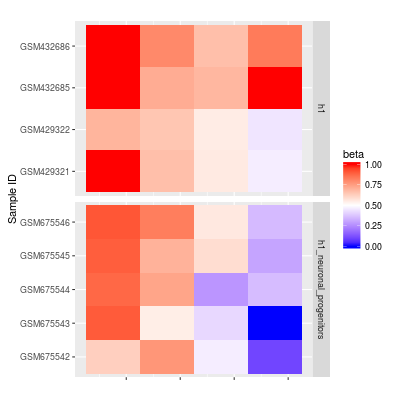 GSM432686
GSM432685
GSM429322
GSM429321
h1
GSM675546
GSM675545
GSM675544
GSM675543
GSM675542
h1_neuronal_progenitors
Sample ID
beta
1.00
0.75
0.50
0.25
0.00